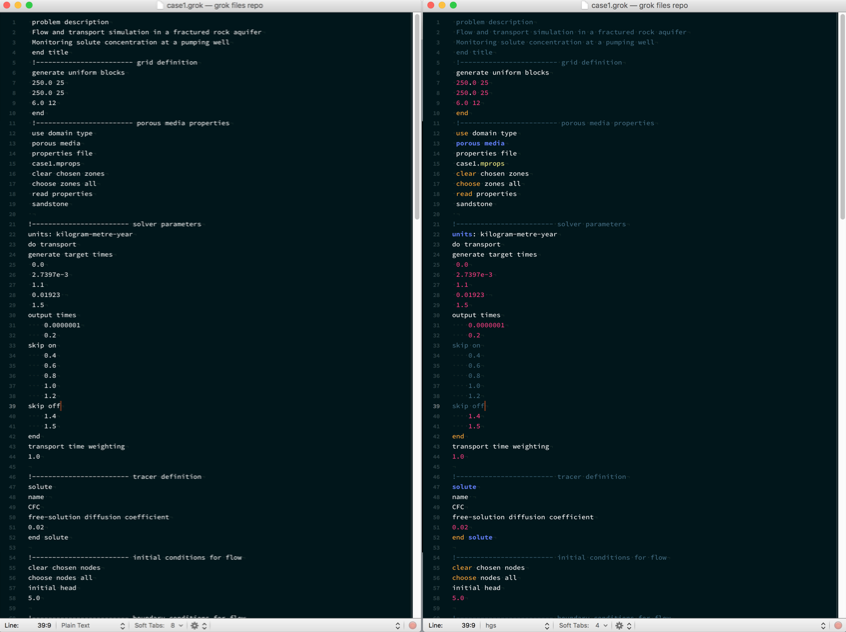 case1.grok — grok files repo
1 problem description
2 Flow and transport simulation in a fractured rock aquifer
3 Monitoring solute concentration at a pumping well
4 end title
5 !------------------------ grid definition
6 generate uniform blocks
7 250.0 25
8 250.0 25
9 6.0 12
10 end
11 !------------------------ porous media properties
12 use domain type
13 porous media
14 properties file
15 case1.mprops
16 clear chosen zones
17 choose zones all
18 read properties
19 sandstone
20
21 !------------------------ solver parameters
22 units: kilogram-metre-year
23 do transport
24 generate target times
25 0.0
26 2.7397e-3
27 1.1
28 0.01923
29 1.5
30 output times
31 0.0000001
32 0.2
33 skip on
34 0.4
35 0.6
36 0.8
37 1.0
38 1.2
39 skip off
40 1.4
41 1.5
42 end
43 transport time weighting
44 1.0
45
46 !------------------------ tracer definition
47 solute
48 name
49 CFC
50 free-solution diffusion coefficient
51 0.02
52 end solute
53
54 !------------------------ initial conditions for flow
55 clear chosen nodes
56 choose nodes all
57 initial head
58 5.0
59
!------------------------ boundary conditions for flow
Line: 39:9 Plain Text Soft Tabs: 8
case1.grok — grok files repo
1 problem description
2 Flow and transport simulation in a fractured rock aquifer
3 Monitoring solute concentration at a pumping well
4 end title
5 !------------------------ grid definition
6 generate uniform blocks
7 250.0 25
8 250.0 25
9 6.0 12
10 end
11 !------------------------ porous media properties
12 use domain type
13 porous media
14 properties file
15 case1.mprops
16 clear chosen zones
17 choose zones all
18 read properties
19 sandstone
20
21 !------------------------ solver parameters
22 units: kilogram-metre-year
23 do transport
24 generate target times
25 0.0
26 2.7397e-3
27 1.1
28 0.01923
29 1.5
30 output times
31 0.0000001
32 0.2
33 skip on
34 0.4
35 0.6
36 0.8
37 1.0
38 1.2
39 skip off
40 1.4
41 1.5
42 end
43 transport time weighting
44 1.0
45
46 !------------------------ tracer definition
47 solute
48 name
49 CFC
50 free-solution diffusion coefficient
51 0.02
52 end solute
53
54 !------------------------ initial conditions for flow
55 clear chosen nodes
56 choose nodes all
57 initial head
58 5.0
59
Line: 39:9 hgs Soft Tabs: 4